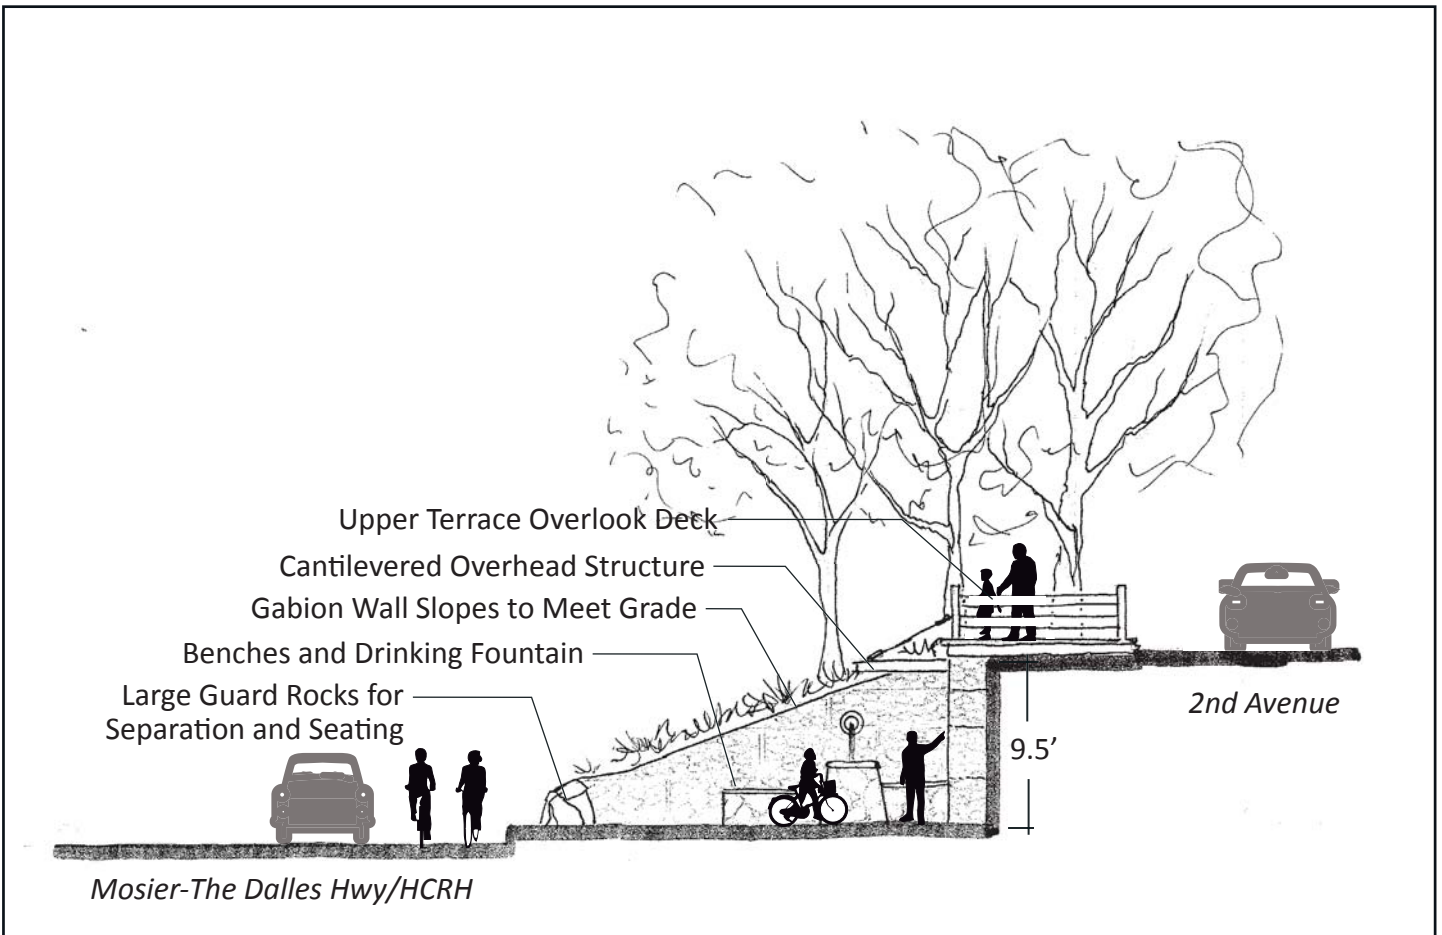 Upper Terrace Overlook Deck
Cantilevered Overhead Structure
Gabion Wall Slopes to Meet Grade
Benches and Drinking Fountain
Large Guard Rocks for
Separation and Seating
2nd Avenue
9.5’
Mosier-The Dalles Hwy/HCRH